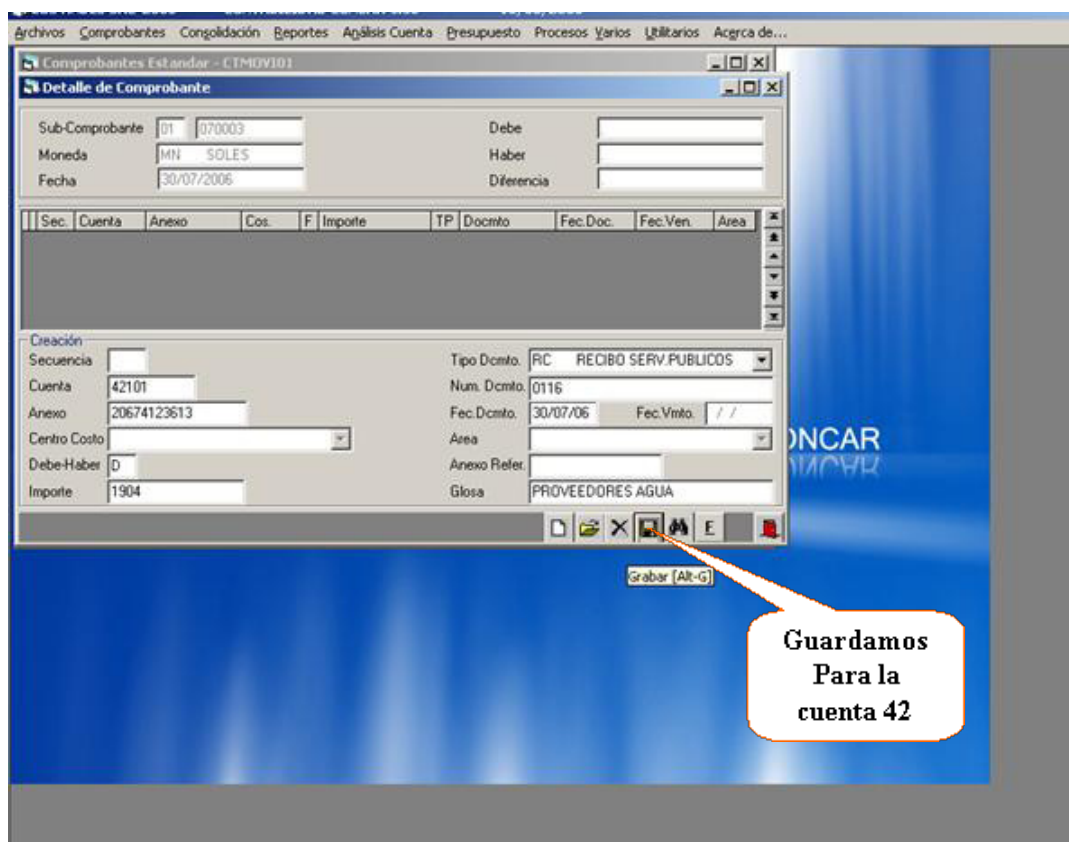 Archivos Comprobantes Consolidación Reportes Análisis Cuenta Presupuesto Procesos Varios Utilitarios Acerca de...
Comprobantes Estandar - CTMOV101
Detalle de Comprobante
Sub-Comprobante 01 070003 Debe
Moneda MN SOLES Haber
Fecha 30/07/2006 Diferencia
Sec. Cuenta Anexo Cos. F Importe TP Docmto Fec.Doc. Fec.Ven. Area
Creación
Secuencia Tipo Dcmto. RC RECIBO SERV.PUBLICOS
Cuenta 42101 Num. Dcmto. 0116
Anexo 20674123613 Fec.Dcmto. 30/07/06 Fec.Vmto. / /
Centro Costo Area
Debe-Haber D Anexo Refer.
Importe 1904 Glosa PROVEEDORES AGUA
E
Grabar [Alt-G]
ONCAR
Guardamos
Para la
cuenta 42